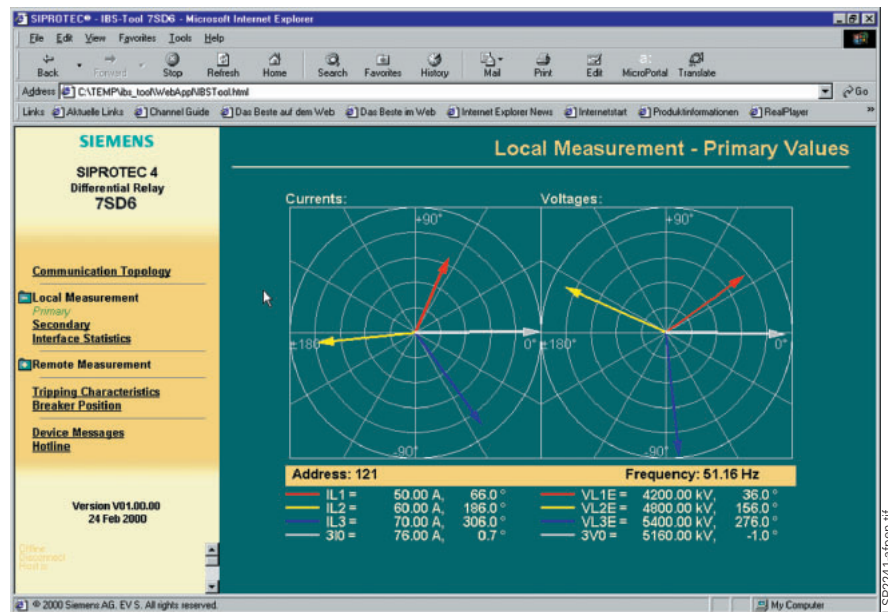 SIPROTEC® - IBS-Tool 7SD6 - Microsoft Internet Explorer
File Edit View Favorites Tools Help
Back Forward Stop Refresh Home Search Favorites History Mail Print Edit MicroPortal Translate
Address C:\TEMP\ibs_tool\WebAppl\IBSTool.html Go
Links Aktuelle Links Channel Guide Das Beste auf dem Web Das Beste im Web Internet Explorer News Internetstart Produktinformationen RealPlayer »
SIEMENS
SIPROTEC 4
Differential Relay
7SD6
Communication Topology
Local Measurement
Primary
Secondary
Interface Statistics
Remote Measurement
Tripping Characteristics
Breaker Position
Device Messages
Hotline
Version V01.00.00
24 Feb 2000
Offline
Disconnect
Local Measurement - Primary Values
Currents:
+90°
±180°
0°
-90°
Voltages:
+90°
±180°
0°
-90°
Address: 121 Frequency: 51.16 Hz
IL1 = 50.00 A, 66.0 ° VL1E = 4200.00 kV, 36.0 °
IL2 = 60.00 A, 186.0 ° VL2E = 4800.00 kV, 156.0 °
IL3 = 70.00 A, 306.0 ° VL3E = 5400.00 kV, 276.0 °
3I0 = 76.00 A, 0.7 ° 3V0 = 5160.00 kV, -1.0 °
© 2000 Siemens AG. EV S. All rights reserved. My Computer